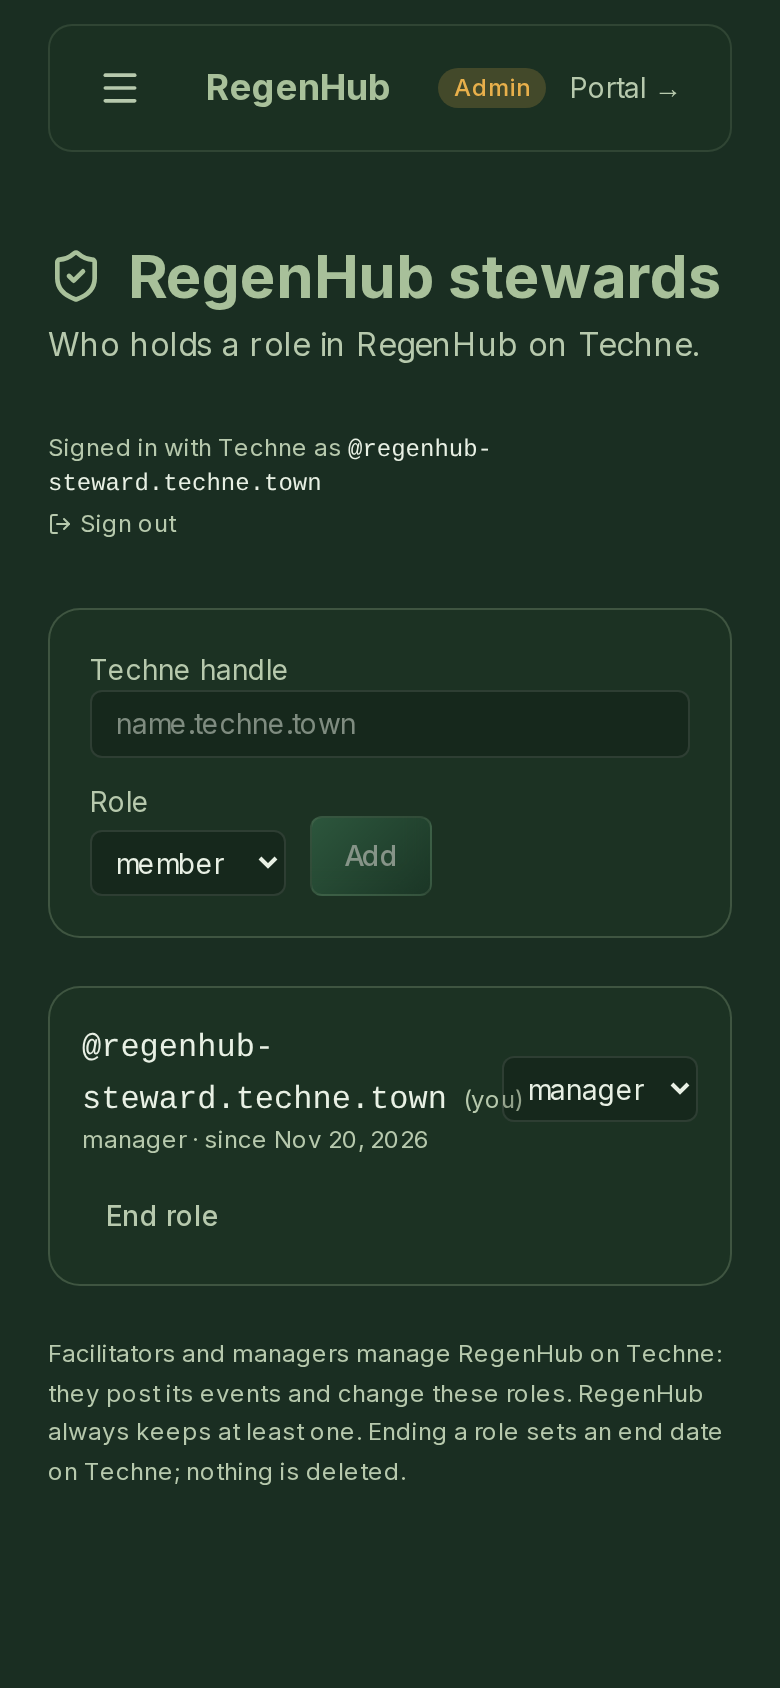 RegenHub Admin Portal →
RegenHub stewards
Who holds a role in RegenHub on Techne.
Signed in with Techne as @regenhub-
steward.techne.town
Sign out
Techne handle
name.techne.town
Role
member
Add
@regenhub-
steward.techne.town (you)
manager
manager · since Nov 20, 2026
End role
Facilitators and managers manage RegenHub on Techne:
they post its events and change these roles. RegenHub
always keeps at least one. Ending a role sets an end date
on Techne; nothing is deleted.